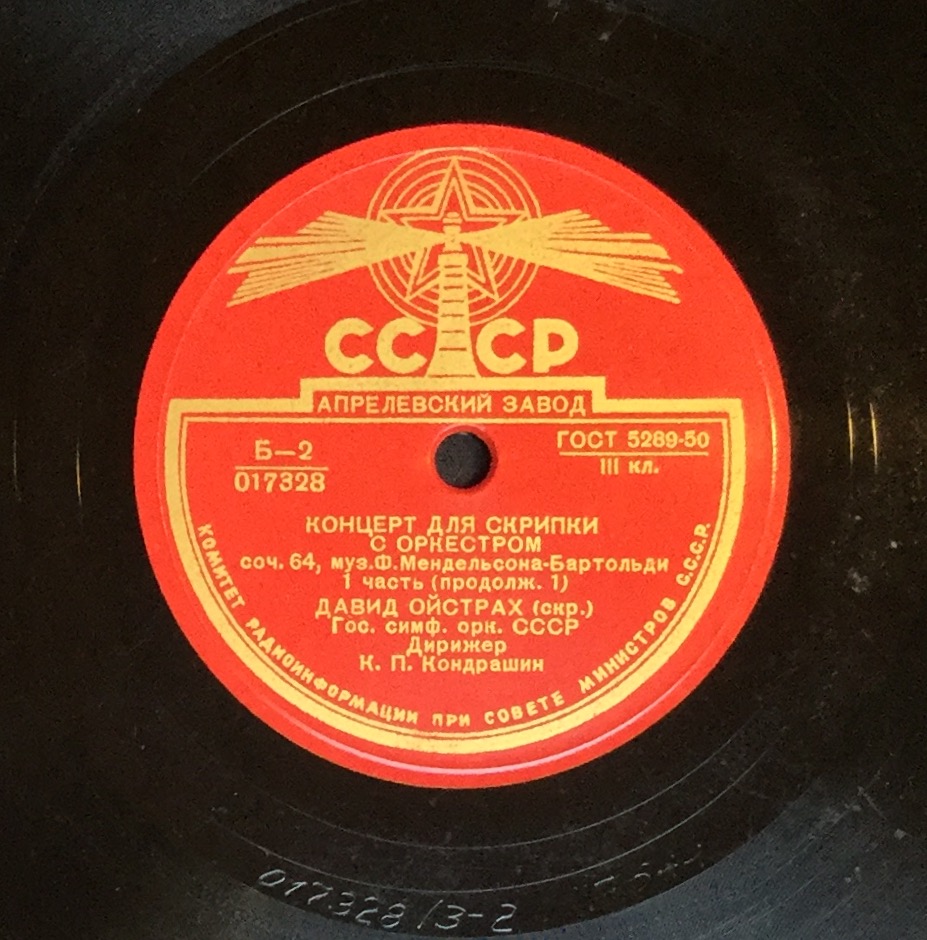 СССР
АПРЕЛЕВСКИЙ ЗАВОД
Б—2
017328
ГОСТ 5289-50
III кл.
КОНЦЕРТ ДЛЯ СКРИПКИ
С ОРКЕСТРОМ
соч. 64, муз.Ф.Мендельсона-Бартольди
1 часть (продолж. 1)
ДАВИД ОЙСТРАХ (скр.)
Гос. симф. орк. СССР
Дирижер
К. П. Кондрашин
КОМИТЕТ РАДИОИНФОРМАЦИИ ПРИ СОВЕТЕ МИНИСТРОВ С.С.С.Р.
017328/3-2